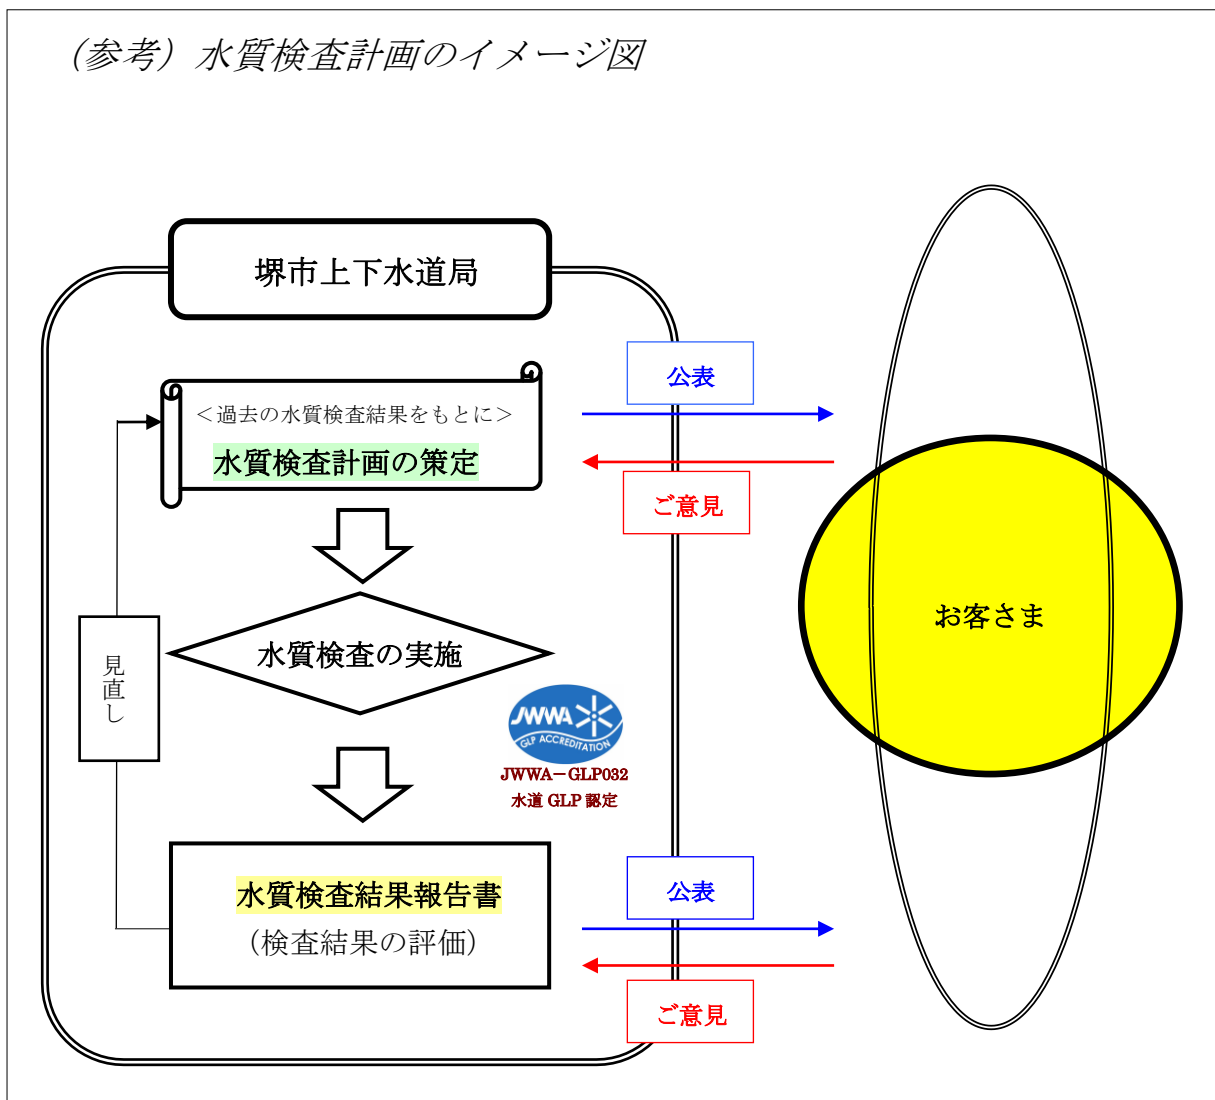 （参考）水質検査計画のイメージ図
堺市上下水道局
＜過去の水質検査結果をもとに＞
水質検査計画の策定
公表
ご意見
お客さま
水質検査の実施
見直し
JWWA
GLP ACCREDITATION
JWWA－GLP032
水道 GLP 認定
水質検査結果報告書
（検査結果の評価）
公表
ご意見